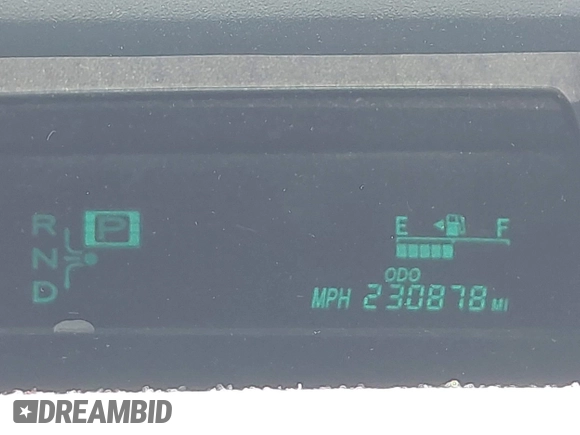 E F
R P
N
D
ODO
MPH 230878 MI
DREAMBID